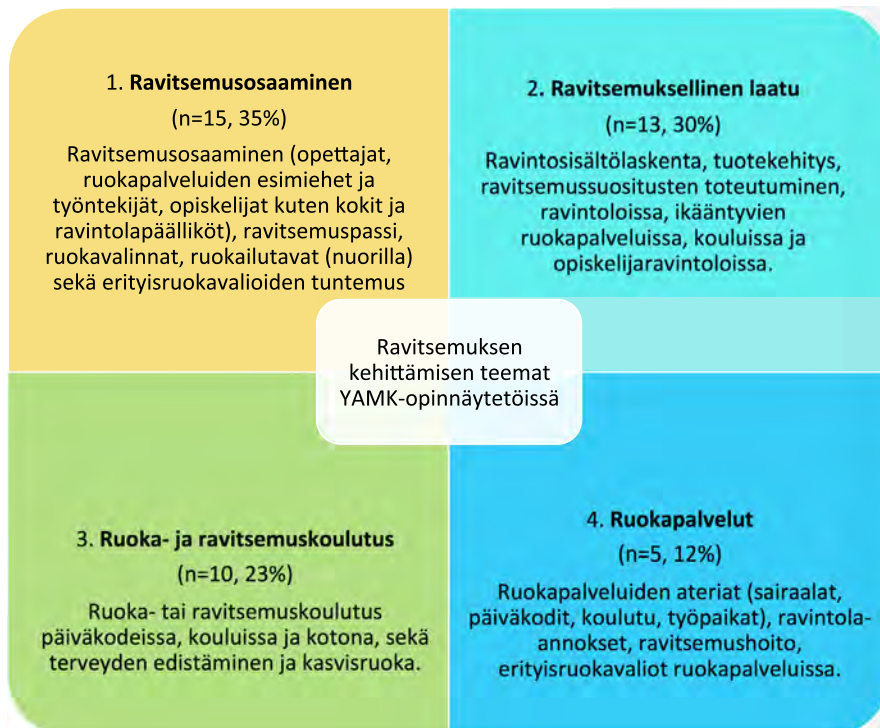 1. Ravitsemusosaaminen
(n=15, 35%)
Ravitsemusosaaminen (opettajat,
ruokapalveluiden esimiehet ja
työntekijät, opiskelijat kuten kokit ja
ravintolapäälliköt), ravitsemuspassi,
ruokavalinnat, ruokailutavat (nuorilla)
sekä erityisruokavalioiden tuntemus
2. Ravitsemuksellinen laatu
(n=13, 30%)
Ravintosisältölaskenta, tuotekehitys,
ravitsemussuositusten toteutuminen,
ravintoloissa, ikääntyvien
ruokapalveluissa, kouluissa ja
opiskelijaravintoloissa.
Ravitsemuksen
kehittämisen teemat
YAMK-opinnäytetöissä
3. Ruoka- ja ravitsemuskoulutus
(n=10, 23%)
Ruoka- tai ravitsemuskoulutus
päiväkodeissa, kouluissa ja kotona, sekä
terveyden edistäminen ja kasvisruoka.
4. Ruokapalvelut
(n=5, 12%)
Ruokapalveluiden ateriat (sairaalat,
päiväkodit, koulutu, työpaikat), ravintola-
annokset, ravitsemushoito,
erityisruokavaliot ruokapalveluissa.